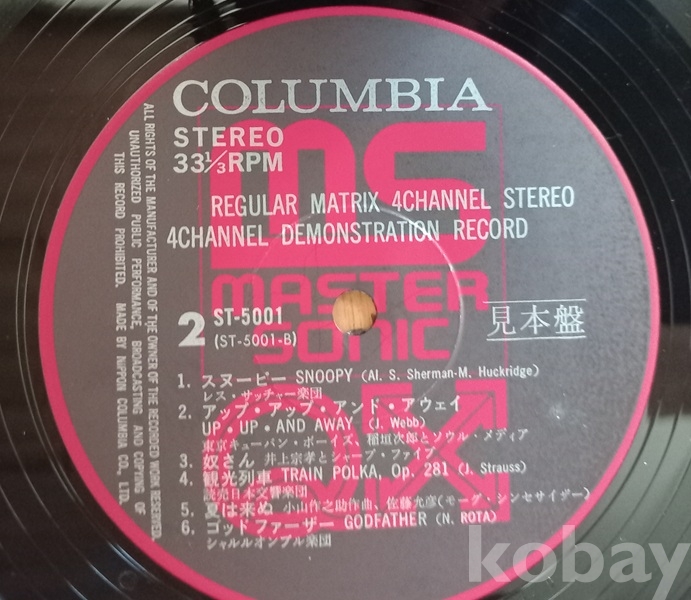 COLUMBIA
STEREO
33 1/3 RPM
REGULAR MATRIX 4CHANNEL STEREO
4CHANNEL DEMONSTRATION RECORD
MS
MASTER
SONIC
2 ST-5001
(ST-5001-B)
見本盤
1. スヌーピー SNOOPY (Al. S. Sherman-M. Huckridge)
レス・サッチャー楽団
2. アップ・アップ・アンド・アウェイ
UP・UP・AND AWAY (J. Webb)
東京キューバン・ボーイズ、稲垣次郎とソウル・メディア
3. 奴さん 井上宗孝とシャープ・ファイブ
4. 観光列車 TRAIN POLKA, Op. 281 (J. Strauss)
読売日本交響楽団
5. 夏は来ぬ 小山作之助作曲、佐藤允彦(モーグ・シンセサイザー)
6. ゴッドファーザー GODFATHER (N. ROTA)
シャルルオンブル楽団
ALL RIGHTS OF THE MANUFACTURER AND OF THE OWNER OF THE RECORDED WORK RESERVED.
UNAUTHORIZED PUBLIC PERFORMANCE, BROADCASTING AND COPYING OF
THIS RECORD PROHIBITED. MADE BY NIPPON COLUMBIA CO., LTD.
kobay